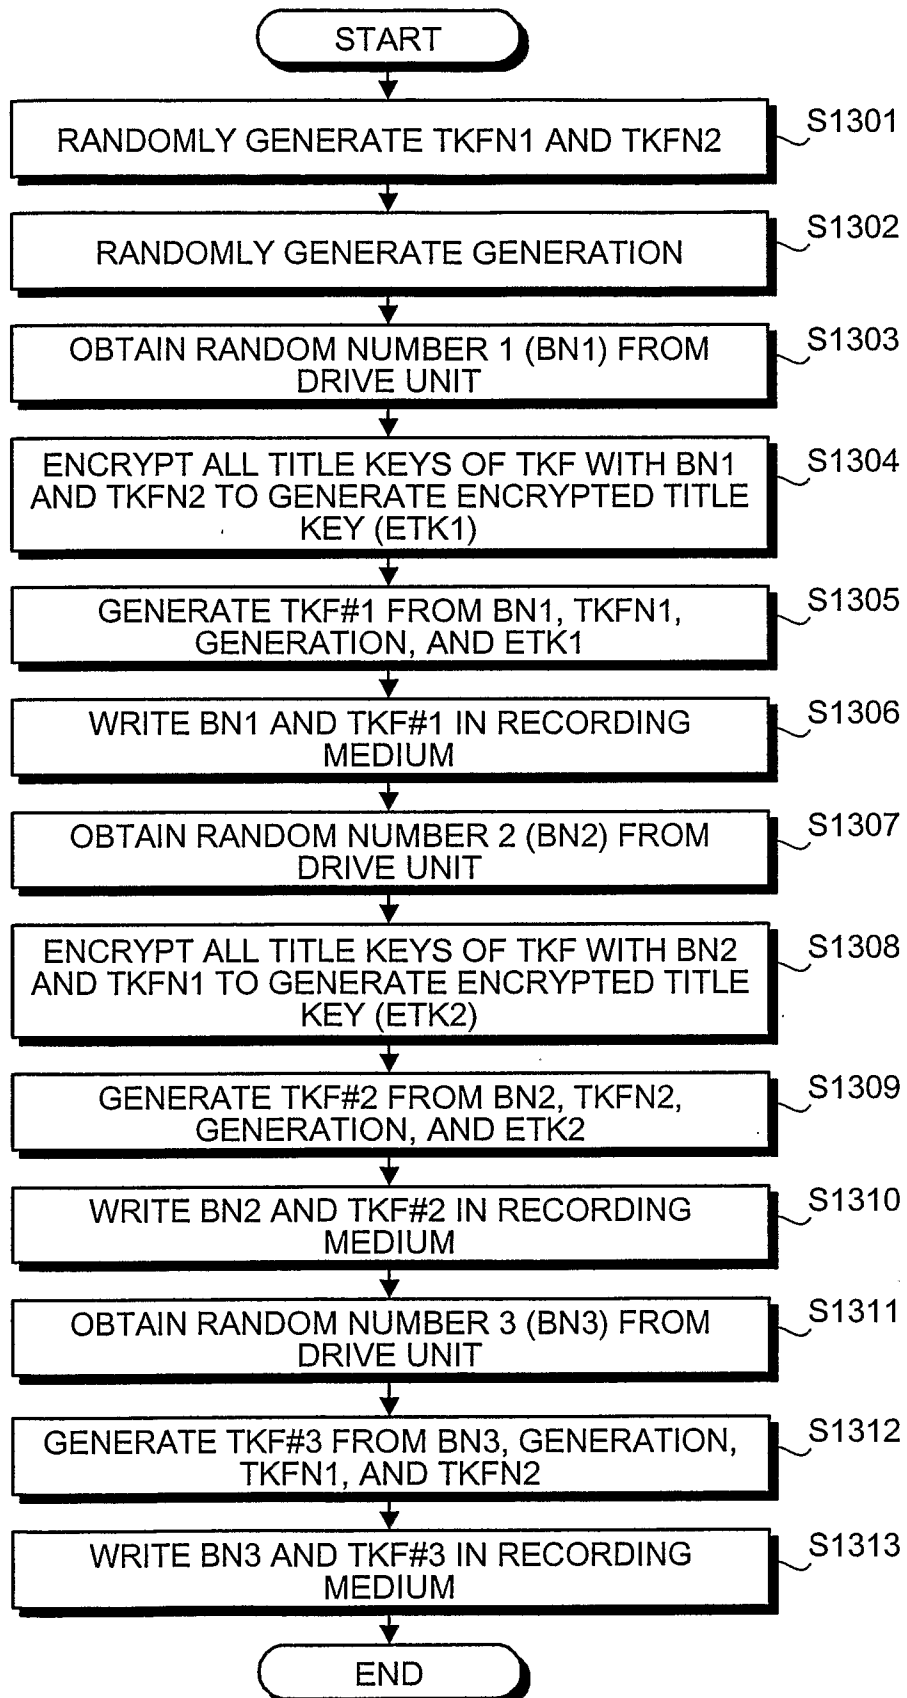 START
RANDOMLY GENERATE TKFN1 AND TKFN2
S1301
RANDOMLY GENERATE GENERATION
S1302
OBTAIN RANDOM NUMBER 1 (BN1) FROM
DRIVE UNIT
S1303
ENCRYPT ALL TITLE KEYS OF TKF WITH BN1
AND TKFN2 TO GENERATE ENCRYPTED TITLE
KEY (ETK1)
S1304
GENERATE TKF#1 FROM BN1, TKFN1,
GENERATION, AND ETK1
S1305
WRITE BN1 AND TKF#1 IN RECORDING
MEDIUM
S1306
OBTAIN RANDOM NUMBER 2 (BN2) FROM
DRIVE UNIT
S1307
ENCRYPT ALL TITLE KEYS OF TKF WITH BN2
AND TKFN1 TO GENERATE ENCRYPTED TITLE
KEY (ETK2)
S1308
GENERATE TKF#2 FROM BN2, TKFN2,
GENERATION, AND ETK2
S1309
WRITE BN2 AND TKF#2 IN RECORDING
MEDIUM
S1310
OBTAIN RANDOM NUMBER 3 (BN3) FROM
DRIVE UNIT
S1311
GENERATE TKF#3 FROM BN3, GENERATION,
TKFN1, AND TKFN2
S1312
WRITE BN3 AND TKF#3 IN RECORDING
MEDIUM
S1313
END